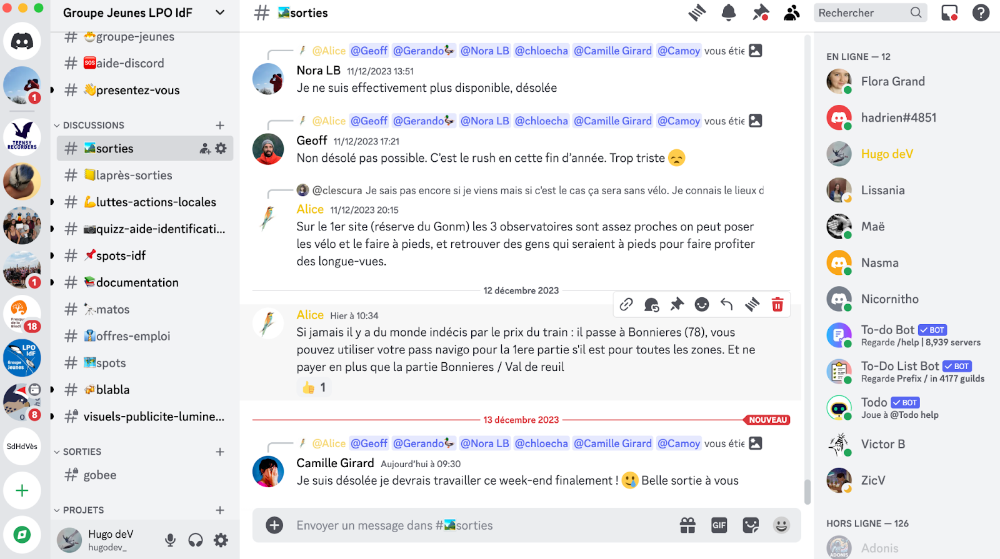 Groupe Jeunes LPO IdF
groupe-jeunes
SOS aide-discord
presentez-vous
DISCUSSIONS
sorties
laprès-sorties
luttes-actions-locales
quizz-aide-identificati...
spots-idf
documentation
matos
offres-emploi
spots
blabla
visuels-publicite-lumine...
SORTIES
gobee
PROJETS
Hugo deV
hugodev_
1
TEENSY
RECORDERS
1
Fresque
de la
18
LPO
IdF
Groupe
Jeunes
8
SdHdVès
# sorties
Rechercher
@Alice @Geoff @Gerando @Nora LB @chloecha @Camille Girard @Camoy vous étie
Nora LB 11/12/2023 13:51
Je ne suis effectivement plus disponible, désolée
@Alice @Geoff @Gerando @Nora LB @chloecha @Camille Girard @Camoy vous étie
Geoff 11/12/2023 17:21
Non désolé pas possible. C’est le rush en cette fin d’année. Trop triste 😞
@clescura Je sais pas encore si je viens mais si c'est le cas ça sera sans vélo. Je connais le lieux d
Alice 11/12/2023 20:15
Sur le 1er site (réserve du Gonm) les 3 observatoires sont assez proches on peut poser
les vélo et le faire à pieds, et retrouver des gens qui seraient à pieds pour faire profiter
des longue-vues.
12 décembre 2023
Alice Hier à 10:34
Si jamais il y a du monde indécis par le prix du train : il passe à Bonnieres (78), vous
pouvez utiliser votre pass navigo pour la 1ere partie s'il est pour toutes les zones. Et ne
payer en plus que la partie Bonnieres / Val de reuil
👍 1
13 décembre 2023 NOUVEAU
@Alice @Geoff @Gerando @Nora LB @chloecha @Camille Girard @Camoy vous étie
Camille Girard Aujourd’hui à 09:30
Je suis désolée je devrais travailler ce week-end finalement ! 🥲 Belle sortie à vous
Envoyer un message dans # sorties
GIF
EN LIGNE — 12
Flora Grand
hadrien#4851
Hugo deV
Lissania
Maë
Nasma
Nicornitho
To-do Bot ✓ BOT
Regarde /help | 8,939 servers
To-Do List Bot ✓ BOT
Regarde Prefix / in 4177 guilds
Todo ✓ BOT
Joue à @Todo help
Victor B
ZicV
HORS LIGNE — 126
Adonis
ADONIS